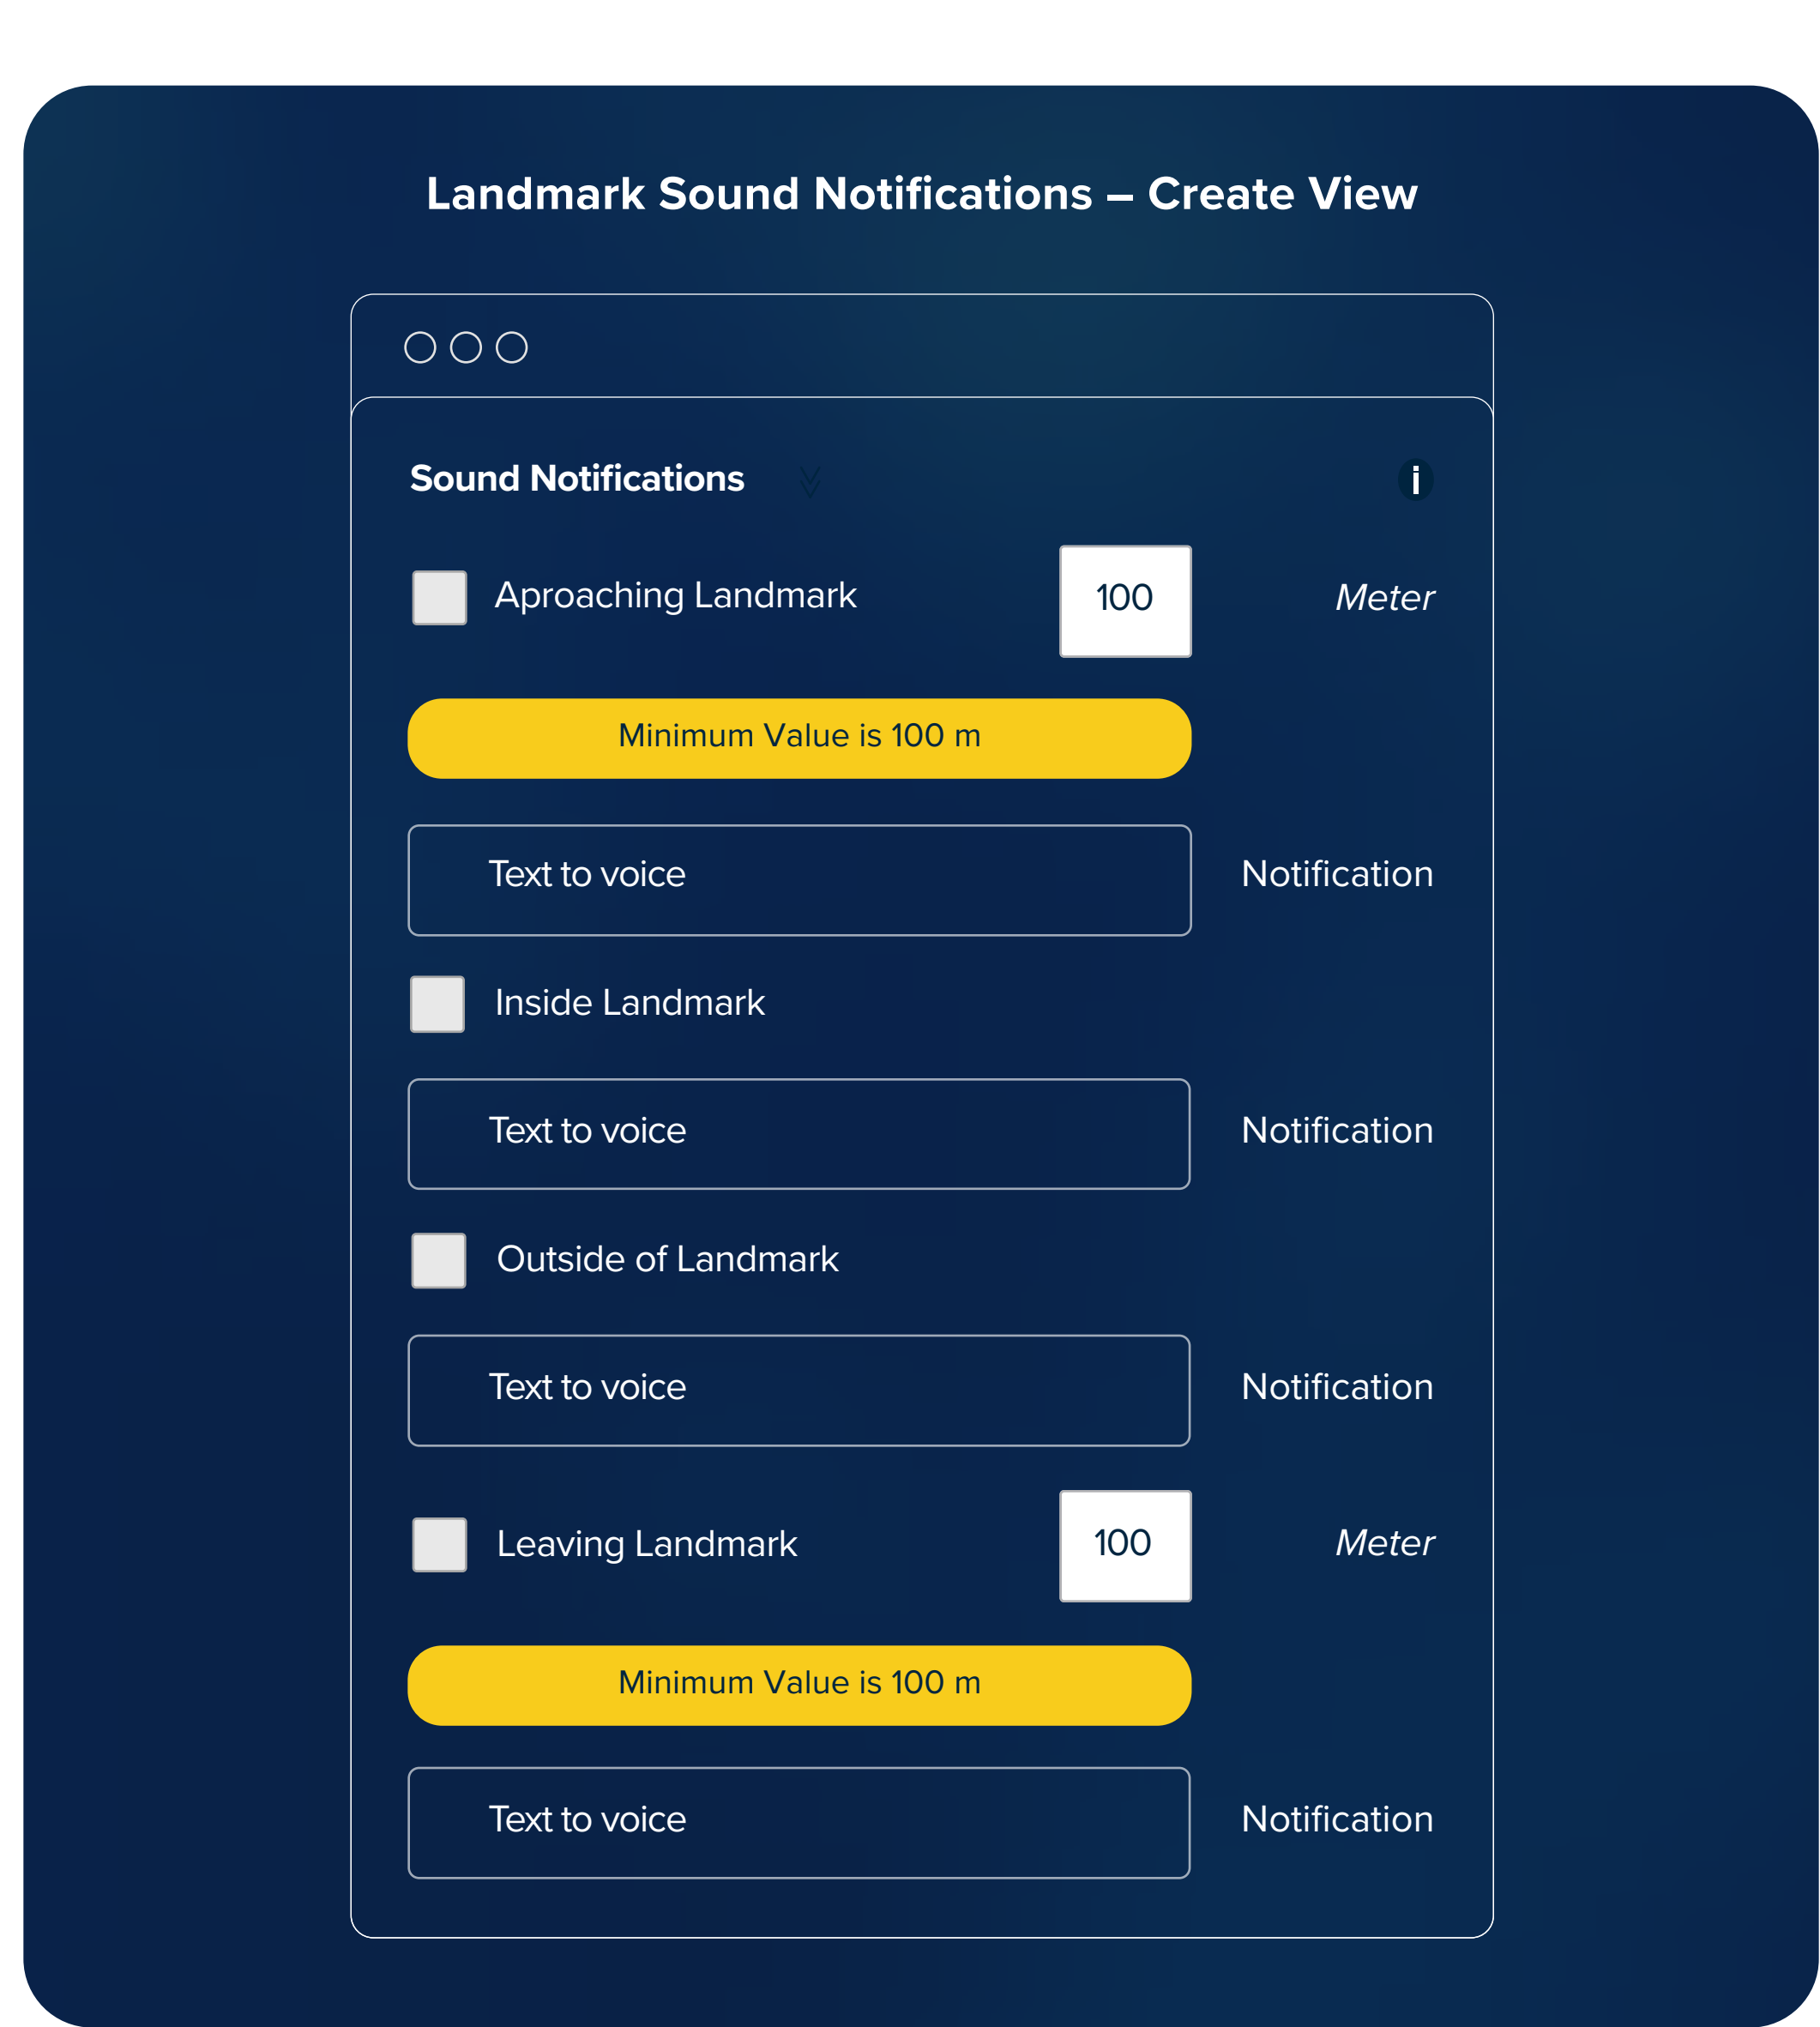 Landmark Sound Notifications – Create View
Sound Notifications
i
Aproaching Landmark
100
Meter
Minimum Value is 100 m
Text to voice
Notification
Inside Landmark
Text to voice
Notification
Outside of Landmark
Text to voice
Notification
Leaving Landmark
100
Meter
Minimum Value is 100 m
Text to voice
Notification